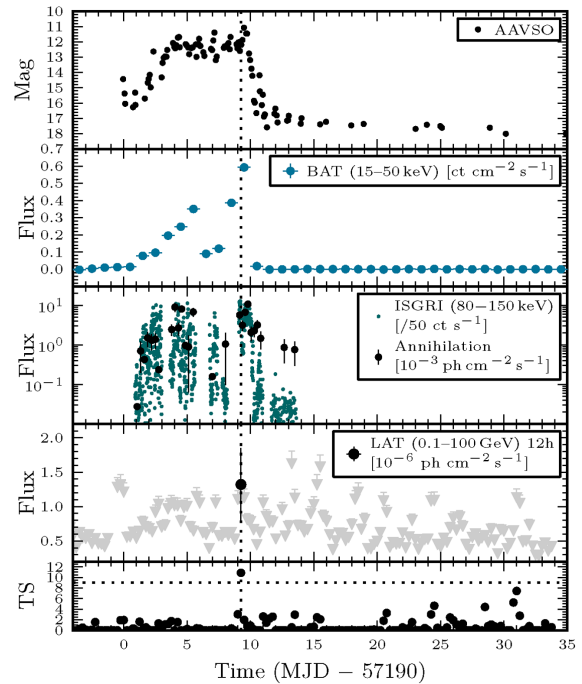 10
11
12
13
14
15
16
17
18
Mag
AAVSO
0.7
0.6
0.5
0.4
0.3
0.2
0.1
0.0
Flux
BAT (15–50 keV) [ct cm⁻² s⁻¹]
10¹
10⁰
10⁻¹
Flux
ISGRI (80–150 keV)
[/50 ct s⁻¹]
Annihilation
[10⁻³ ph cm⁻² s⁻¹]
2.0
1.5
1.0
0.5
Flux
LAT (0.1–100 GeV) 12h
[10⁻⁶ ph cm⁻² s⁻¹]
12
10
8
6
4
2
0
TS
0 5 10 15 20 25 30 35
Time (MJD − 57190)